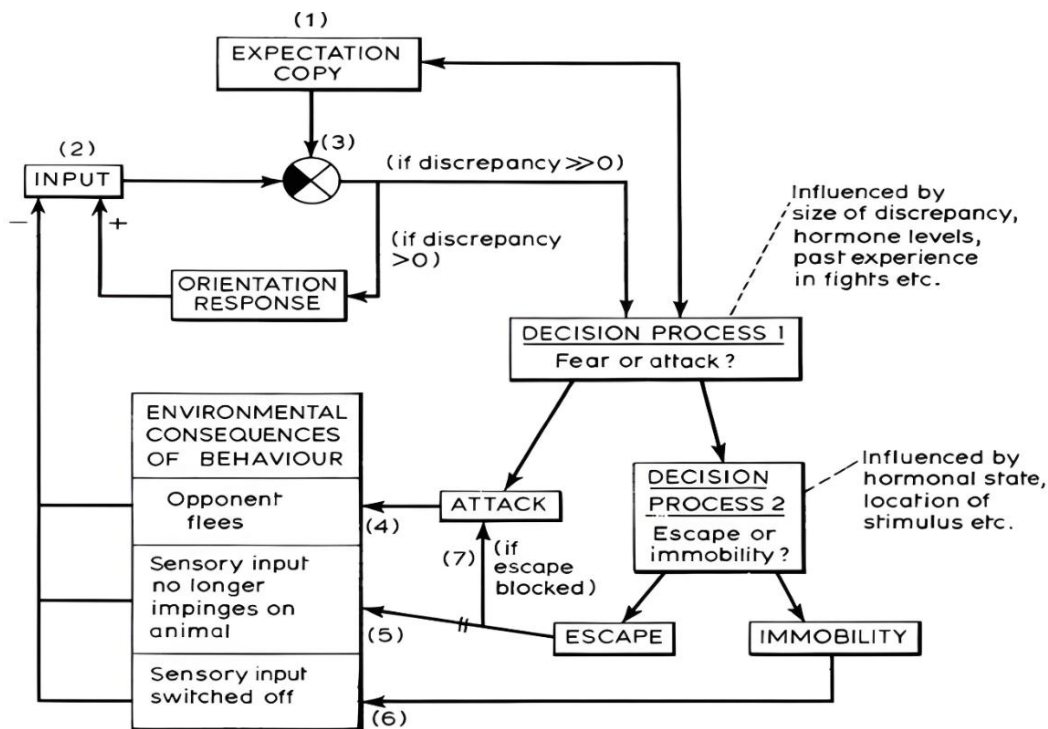 (1)
EXPECTATION
COPY
(3)
(2)
INPUT
(if discrepancy ≫0)
−
+
(if discrepancy
>0)
ORIENTATION
RESPONSE
Influenced by
size of discrepancy,
hormone levels,
past experience
in fights etc.
DECISION PROCESS 1
Fear or attack?
ENVIRONMENTAL
CONSEQUENCES
OF BEHAVIOUR
Opponent
flees
(4)
ATTACK
DECISION
PROCESS 2
Escape or
immobility?
Influenced by
hormonal state,
location of
stimulus etc.
Sensory input
no longer
impinges on
animal
(5)
(7)
(if
escape
blocked)
ESCAPE
IMMOBILITY
Sensory input
switched off
(6)